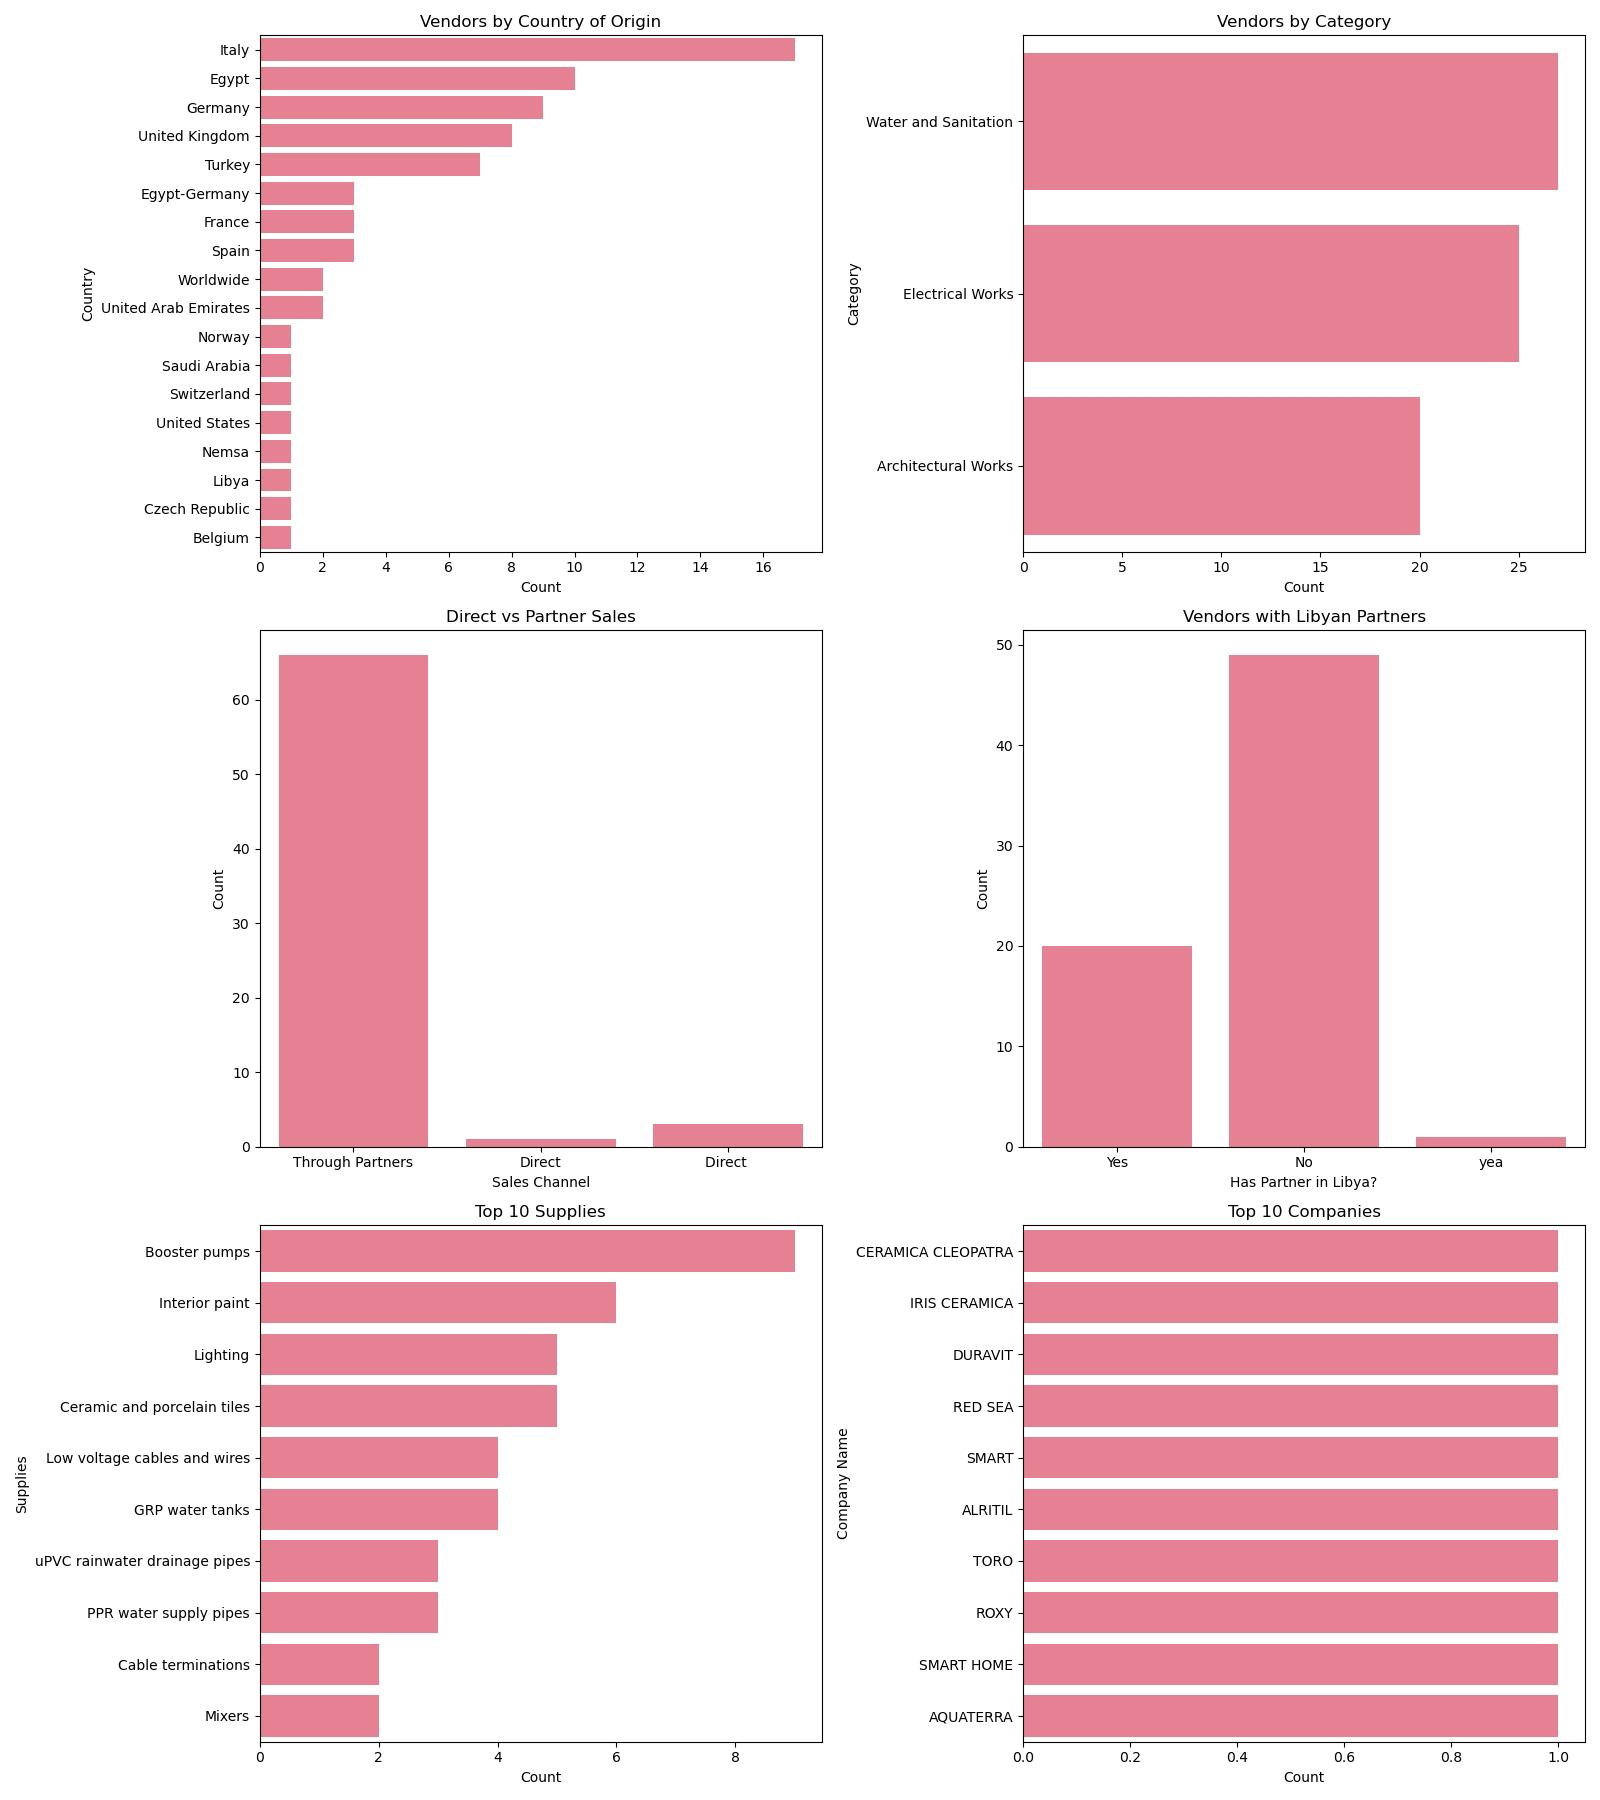 Vendors by Country of Origin
Country
Italy
Egypt
Germany
United Kingdom
Turkey
Egypt-Germany
France
Spain
Worldwide
United Arab Emirates
Norway
Saudi Arabia
Switzerland
United States
Nemsa
Libya
Czech Republic
Belgium
0 2 4 6 8 10 12 14 16
Count
Vendors by Category
Category
Water and Sanitation
Electrical Works
Architectural Works
0 5 10 15 20 25
Count
Direct vs Partner Sales
Count
60
50
40
30
20
10
0
Through Partners Direct Direct
Sales Channel
Vendors with Libyan Partners
Count
50
40
30
20
10
0
Yes No yea
Has Partner in Libya?
Top 10 Supplies
Supplies
Booster pumps
Interior paint
Lighting
Ceramic and porcelain tiles
Low voltage cables and wires
GRP water tanks
uPVC rainwater drainage pipes
PPR water supply pipes
Cable terminations
Mixers
0 2 4 6 8
Count
Top 10 Companies
Company Name
CERAMICA CLEOPATRA
IRIS CERAMICA
DURAVIT
RED SEA
SMART
ALRITIL
TORO
ROXY
SMART HOME
AQUATERRA
0.0 0.2 0.4 0.6 0.8 1.0
Count